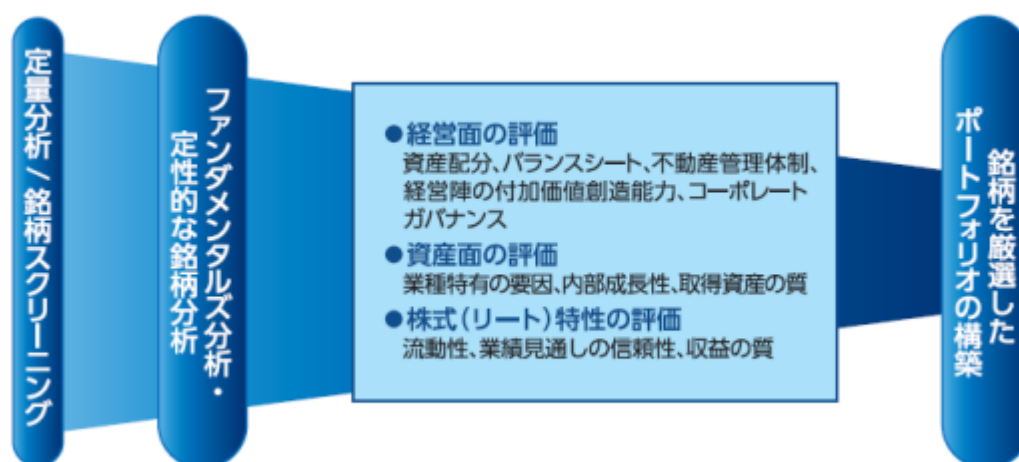 定量分析/銘柄スクリーニング
ファンダメンタルズ分析・
定性的な銘柄分析
●経営面の評価
資産配分、バランスシート、不動産管理体制、
経営陣の付加価値創造能力、コーポレート
ガバナンス
●資産面の評価
業種特有の要因、内部成長性、取得資産の質
●株式(リート)特性の評価
流動性、業績見通しの信頼性、収益の質
銘柄を厳選した
ポートフォリオの構築